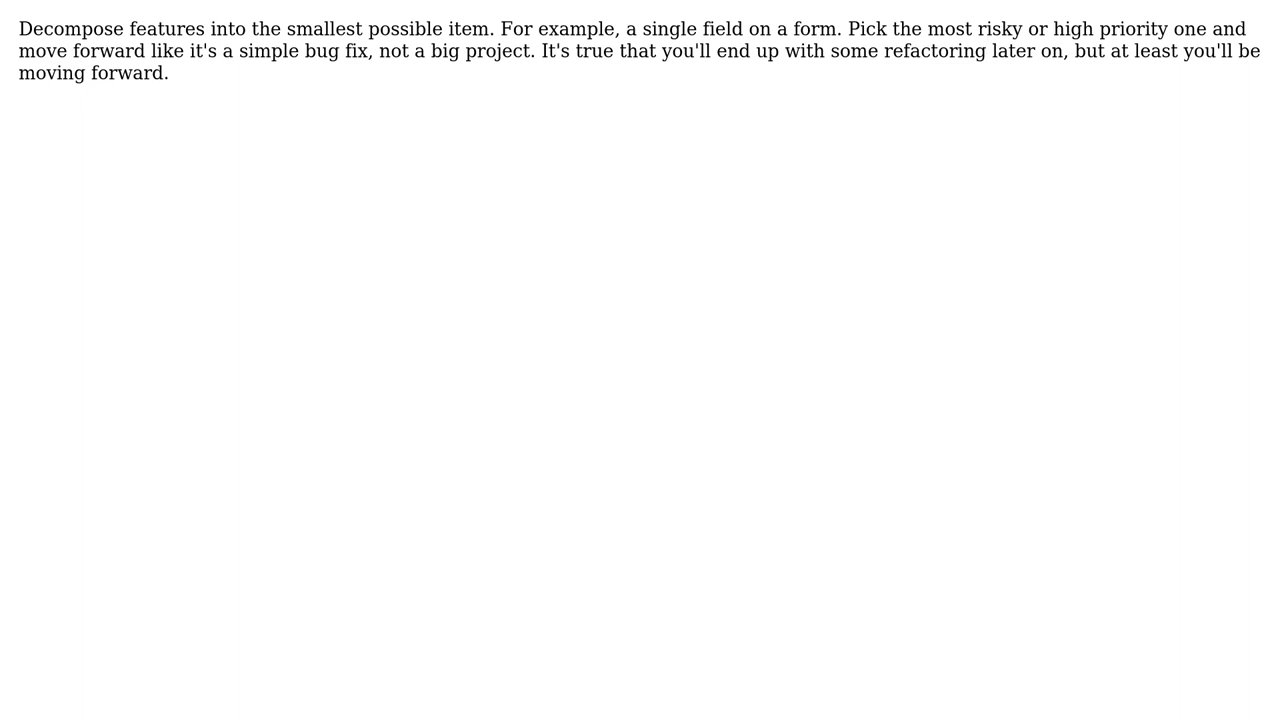 Decompose features into the smallest possible item. For example, a single field on a form. Pick the most risky or high priority one and
move forward like it's a simple bug fix, not a big project. It's true that you'll end up with some refactoring later on, but at least you'll be
moving forward.